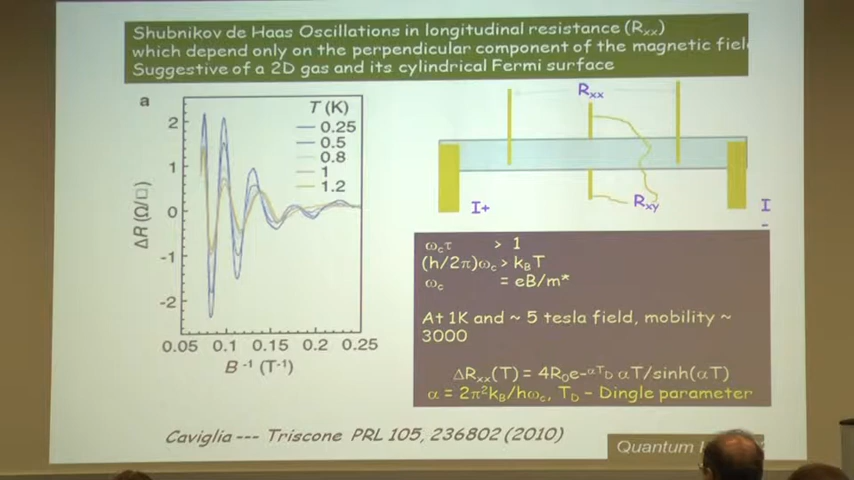 Shubnikov de Haas Oscillations in longitudinal resistance (Rxx)
which depend only on the perpendicular component of the magnetic fiel
Suggestive of a 2D gas and its cylindrical Fermi surface
a
T (K)
0.25
0.5
0.8
1
1.2
2
1
0
-1
-2
ΔR (Ω/□)
0.05 0.1 0.15 0.2 0.25
B⁻¹ (T⁻¹)
Rxx
I+
Rxy
I
-
ωcτ > 1
(h/2π)ωc > kBT
ωc = eB/m*
At 1K and ~ 5 tesla field, mobility ~
3000
ΔRxx(T) = 4R0e-αTD αT/sinh(αT)
α = 2π²kB/hωc, TD – Dingle parameter
Caviglia --- Triscone PRL 105, 236802 (2010)
Quantum